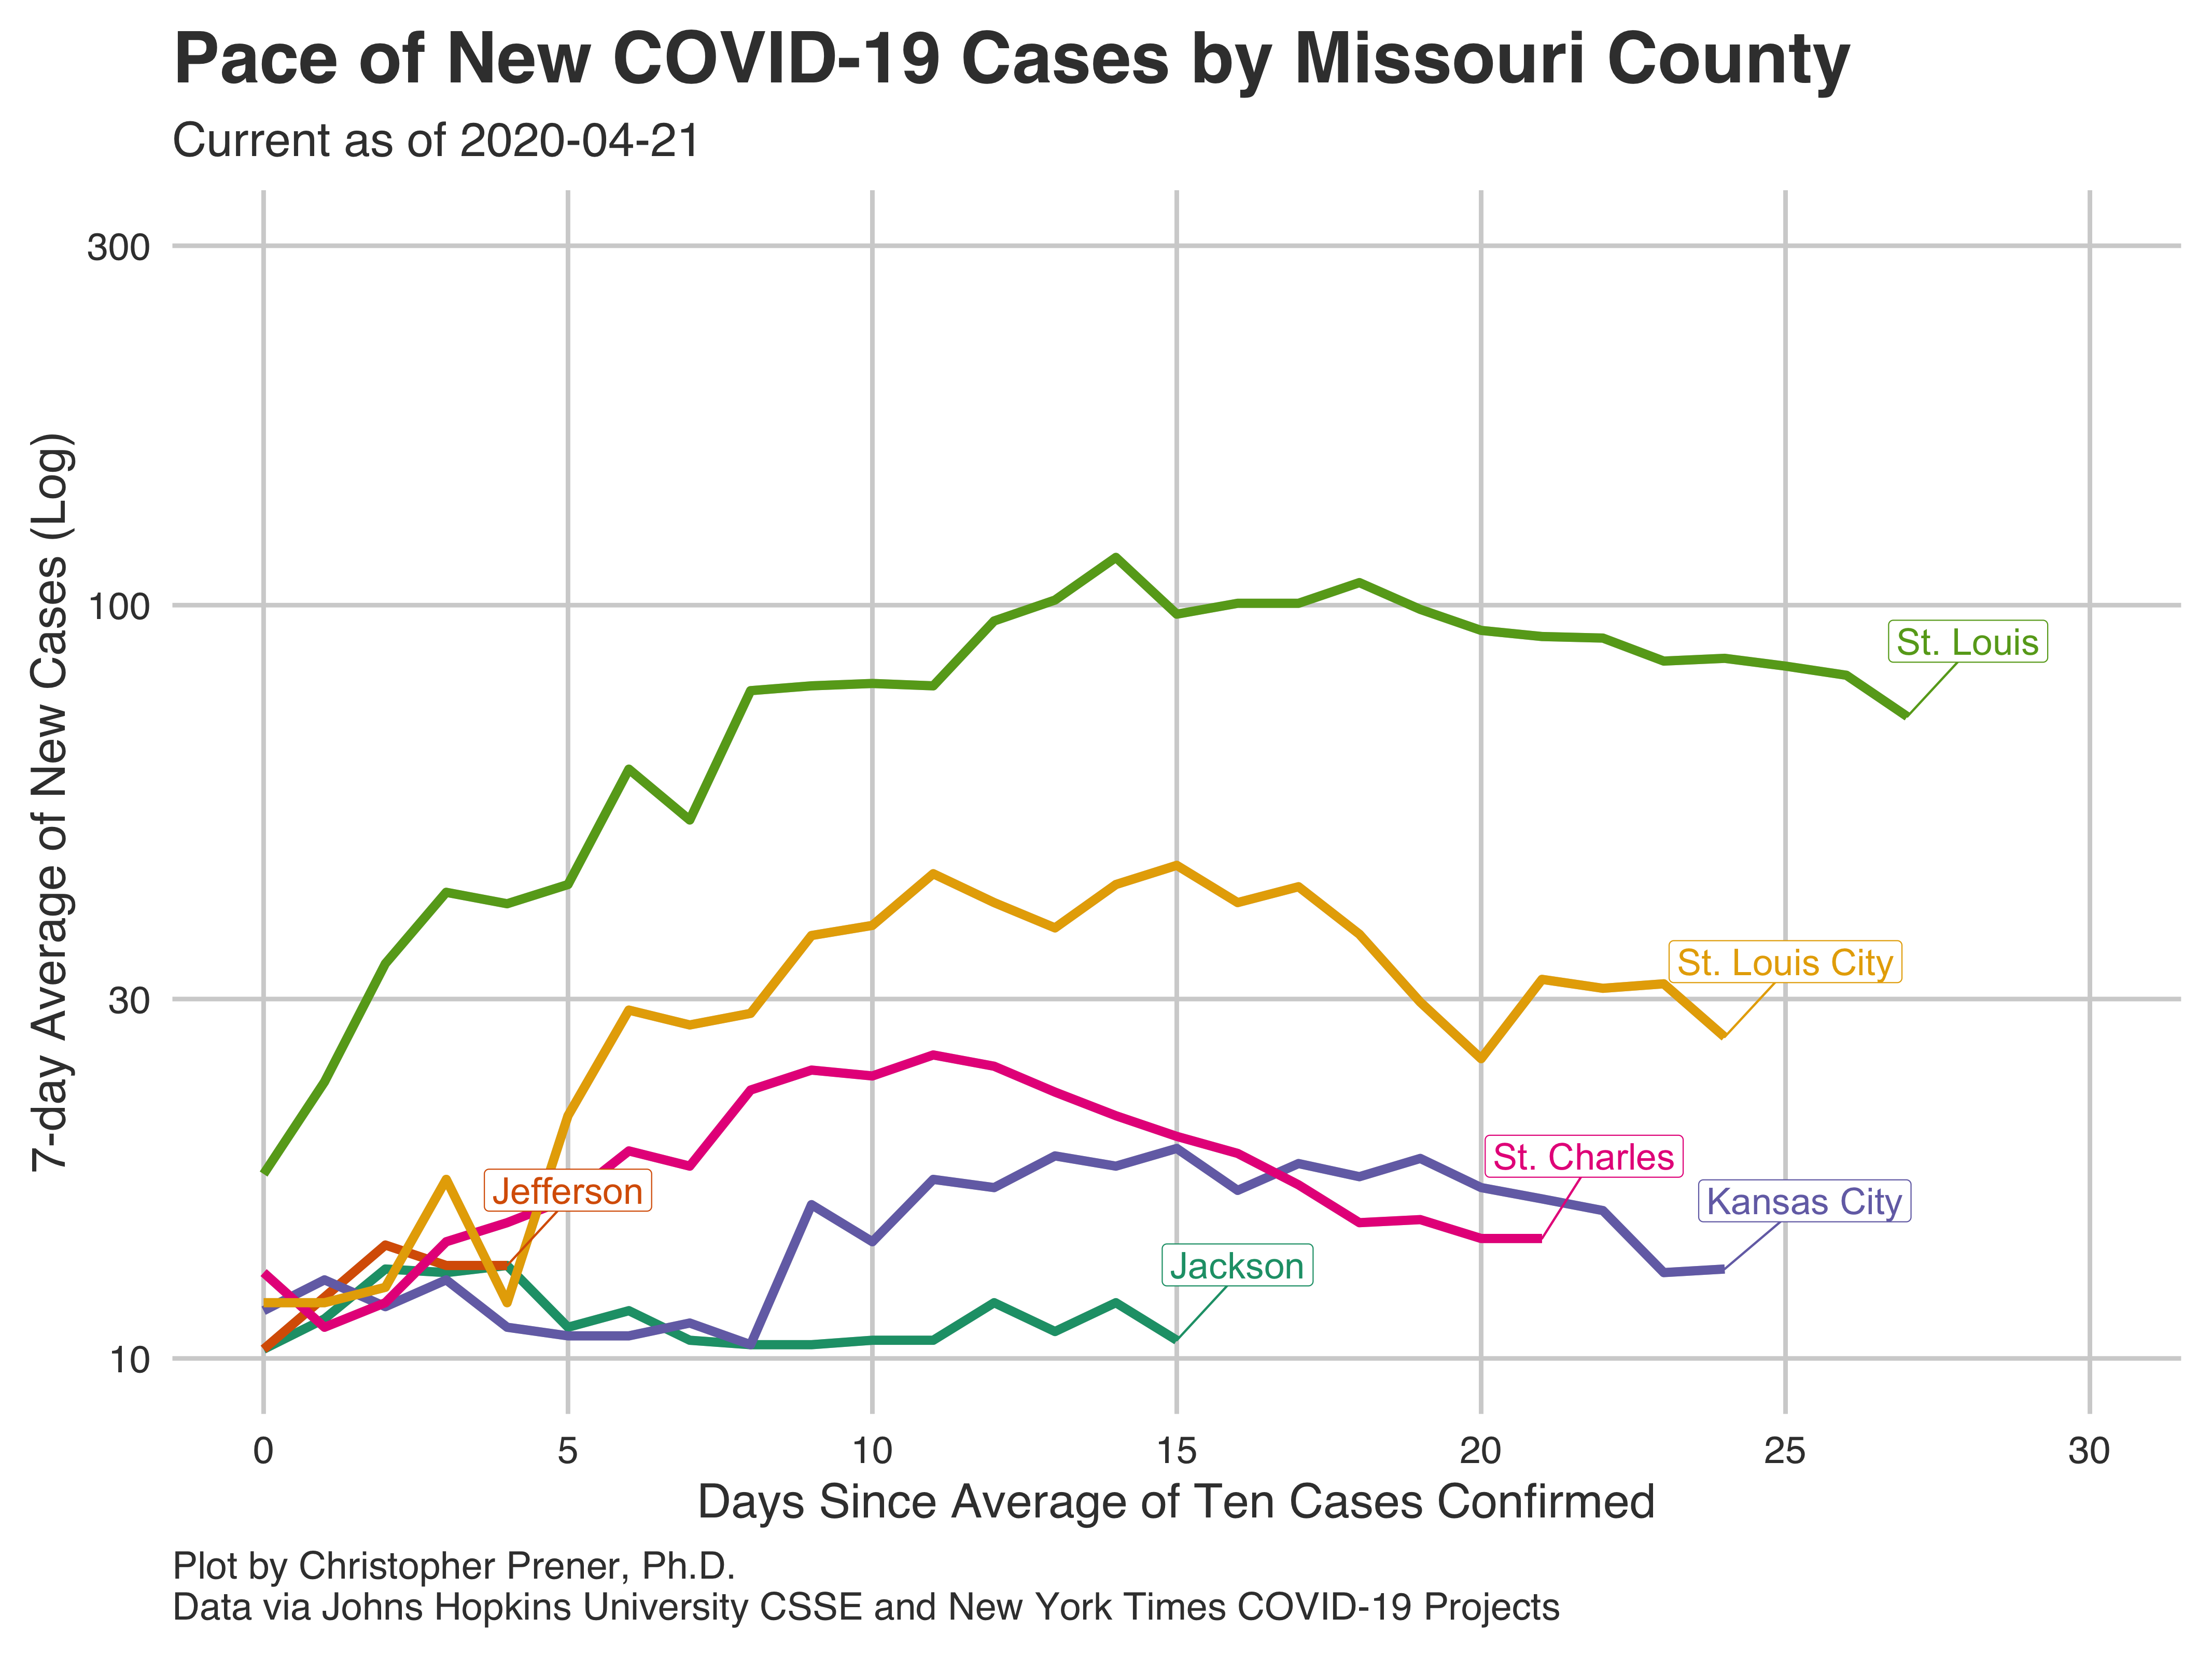 Pace of New COVID-19 Cases by Missouri County
Current as of 2020-04-21
7-day Average of New Cases (Log)
300
100
30
10
St. Louis
St. Louis City
St. Charles
Jefferson
Kansas City
Jackson
0 5 10 15 20 25 30
Days Since Average of Ten Cases Confirmed
Plot by Christopher Prener, Ph.D.
Data via Johns Hopkins University CSSE and New York Times COVID-19 Projects